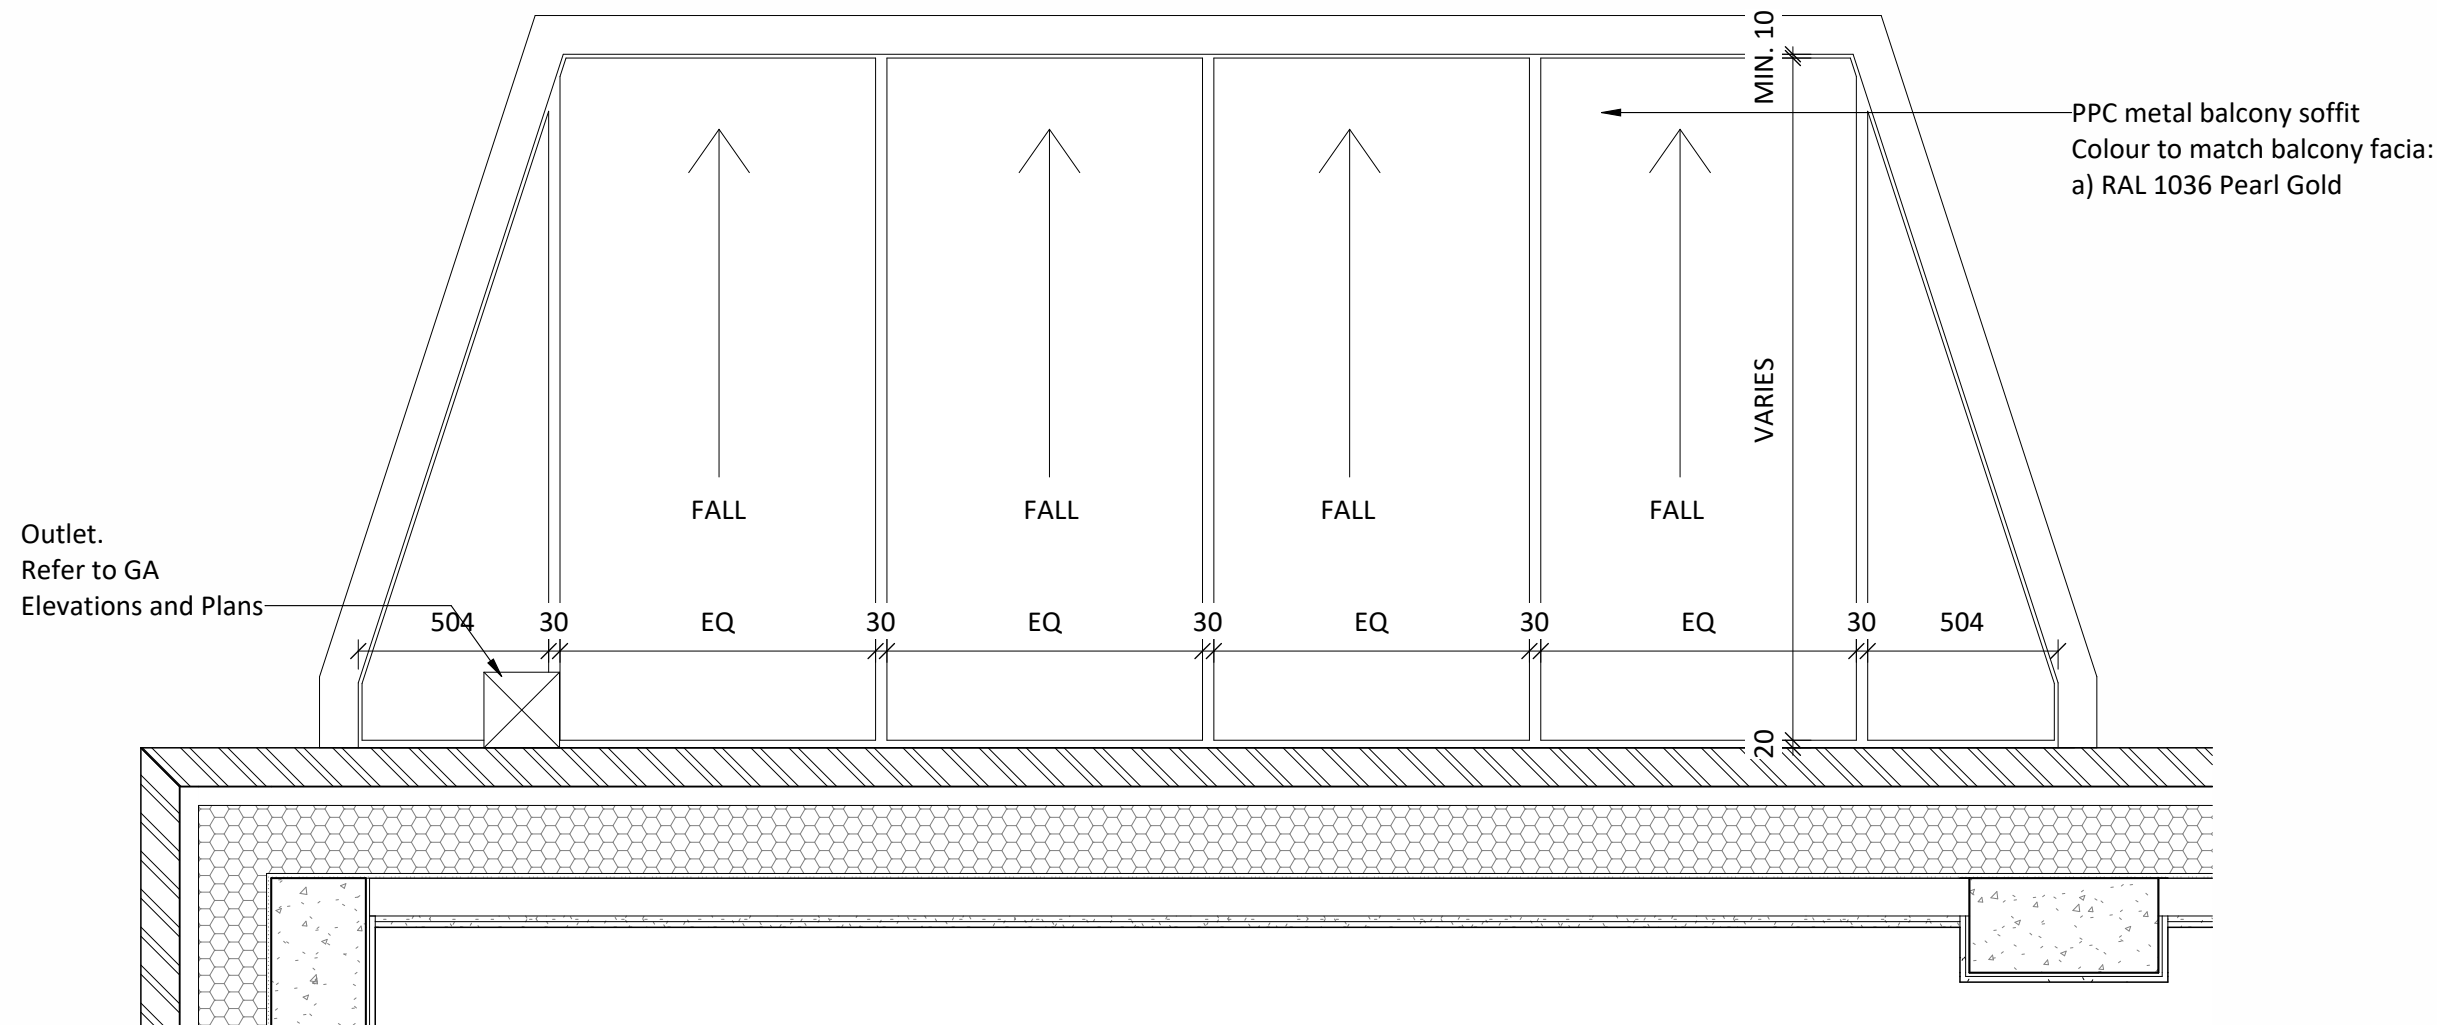 MIN. 10
PPC metal balcony soffit
Colour to match balcony facia:
a) RAL 1036 Pearl Gold
VARIES
FALL
FALL
FALL
FALL
Outlet.
Refer to GA
Elevations and Plans
504 30 EQ 30 EQ 30 EQ 30 EQ 30 504
20